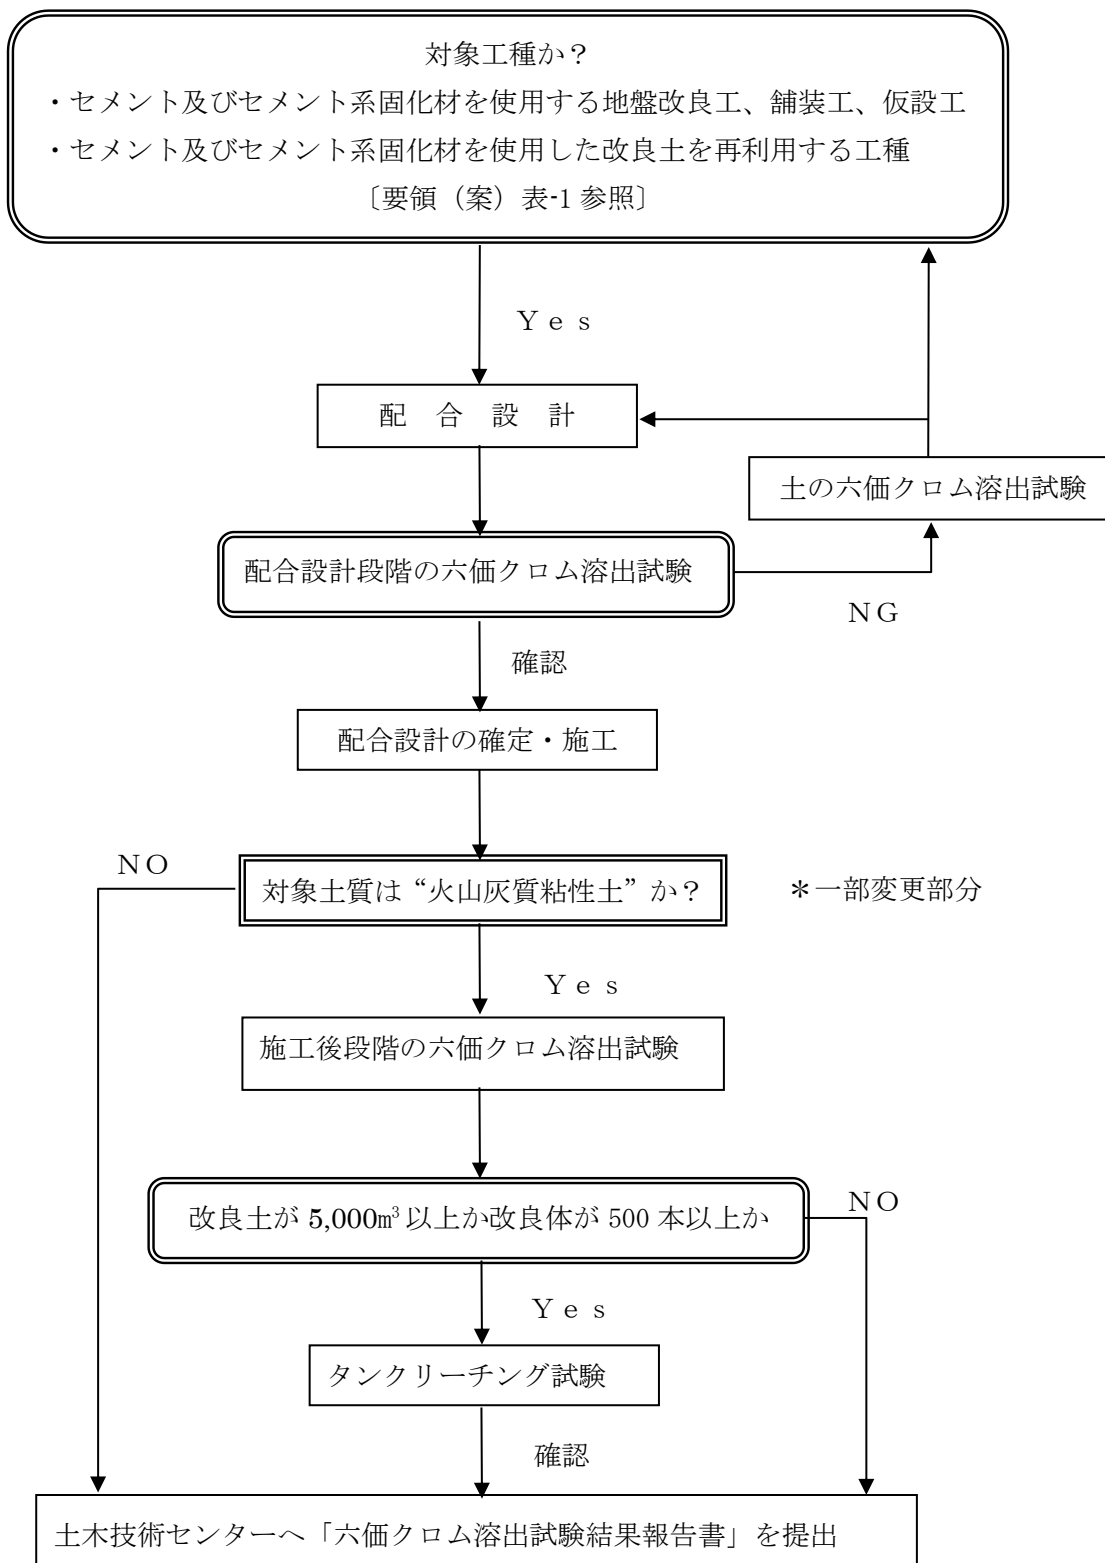 対象工種か？
・セメント及びセメント系固化材を使用する地盤改良工、舗装工、仮設工
・セメント及びセメント系固化材を使用した改良土を再利用する工種
〔要領（案）表-1 参照〕
Ｙｅｓ
配　合　設　計
土の六価クロム溶出試験
配合設計段階の六価クロム溶出試験
ＮＧ
確認
配合設計の確定・施工
ＮＯ
対象土質は“火山灰質粘性土”か？
＊一部変更部分
Ｙｅｓ
施工後段階の六価クロム溶出試験
改良土が 5,000㎥以上か改良体が 500 本以上か
ＮＯ
Ｙｅｓ
タンクリーチング試験
確認
土木技術センターへ「六価クロム溶出試験結果報告書」を提出